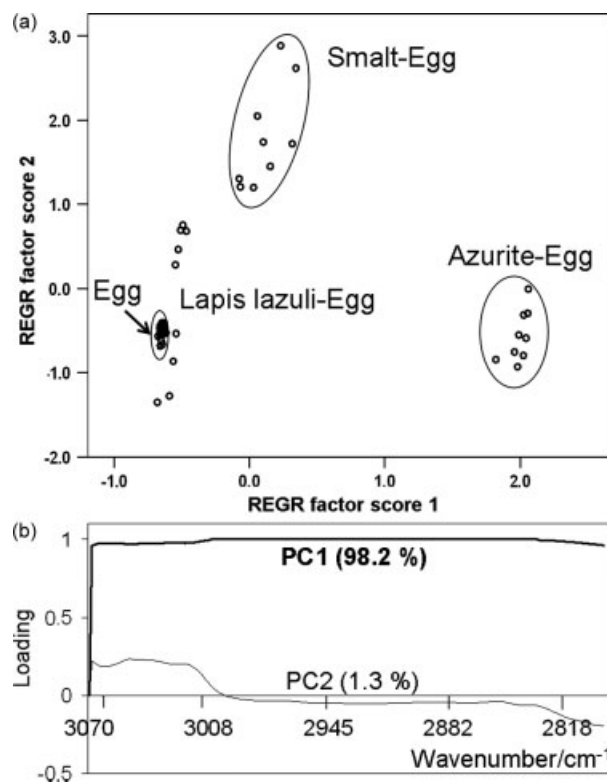 (a)
3.0
Smalt-Egg
2.0
REGR factor score 2
1.0
Azurite-Egg
0.0
Egg
Lapis lazuli-Egg
-1.0
-2.0
-1.0 0.0 1.0 2.0
REGR factor score 1
(b)
1
PC1 (98.2 %)
Loading
0.5
PC2 (1.3 %)
0
3070 3008 2945 2882 2818
Wavenumber/cm-1
-0.5